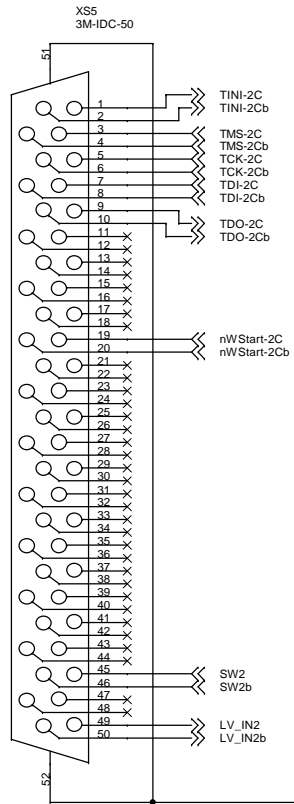 XS5
3M-IDC-50
51
1 TINI-2C
2 TINI-2Cb
3 TMS-2C
4 TMS-2Cb
5 TCK-2C
6 TCK-2Cb
7 TDI-2C
8 TDI-2Cb
9 TDO-2C
10 TDO-2Cb
11
12
13
14
15
16
17
18
19 nWStart-2C
20 nWStart-2Cb
21
22
23
24
25
26
27
28
29
30
31
32
33
34
35
36
37
38
39
40
41
42
43
44
45 SW2
46 SW2b
47
48
49 LV_IN2
50 LV_IN2b
52